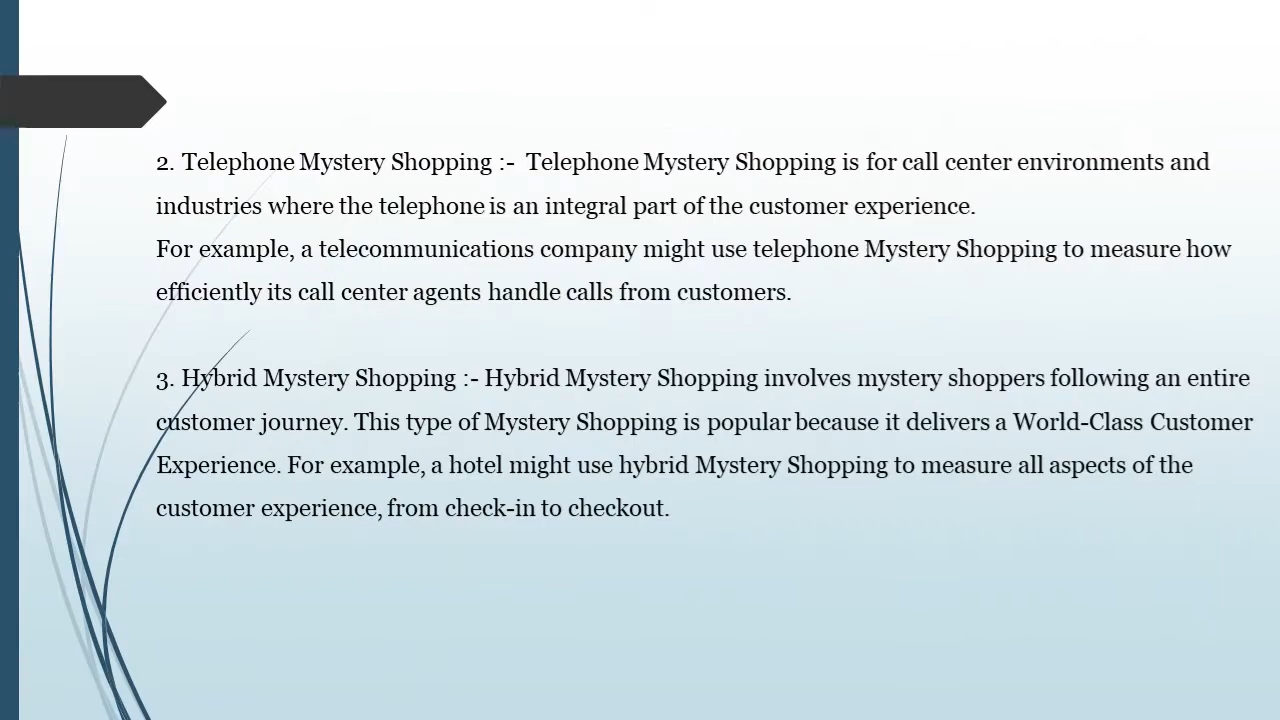 2. Telephone Mystery Shopping :- Telephone Mystery Shopping is for call center environments and
industries where the telephone is an integral part of the customer experience.
For example, a telecommunications company might use telephone Mystery Shopping to measure how
efficiently its call center agents handle calls from customers.
3. Hybrid Mystery Shopping :- Hybrid Mystery Shopping involves mystery shoppers following an entire
customer journey. This type of Mystery Shopping is popular because it delivers a World-Class Customer
Experience. For example, a hotel might use hybrid Mystery Shopping to measure all aspects of the
customer experience, from check-in to checkout.